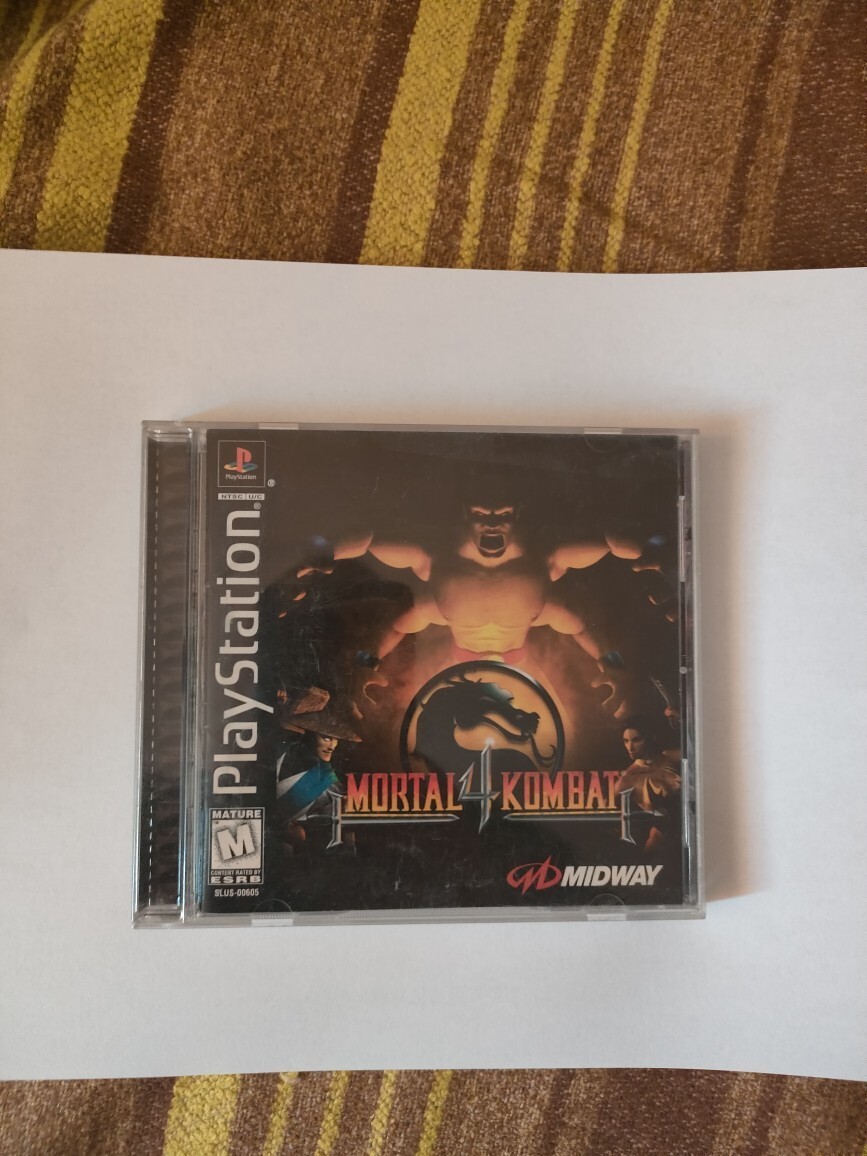 PlayStation
NTSC U/C
PlayStation®
MORTAL 4 KOMBAT
MATURE
M
CONTENT RATED BY
ESRB
SLUS-00605
MIDWAY